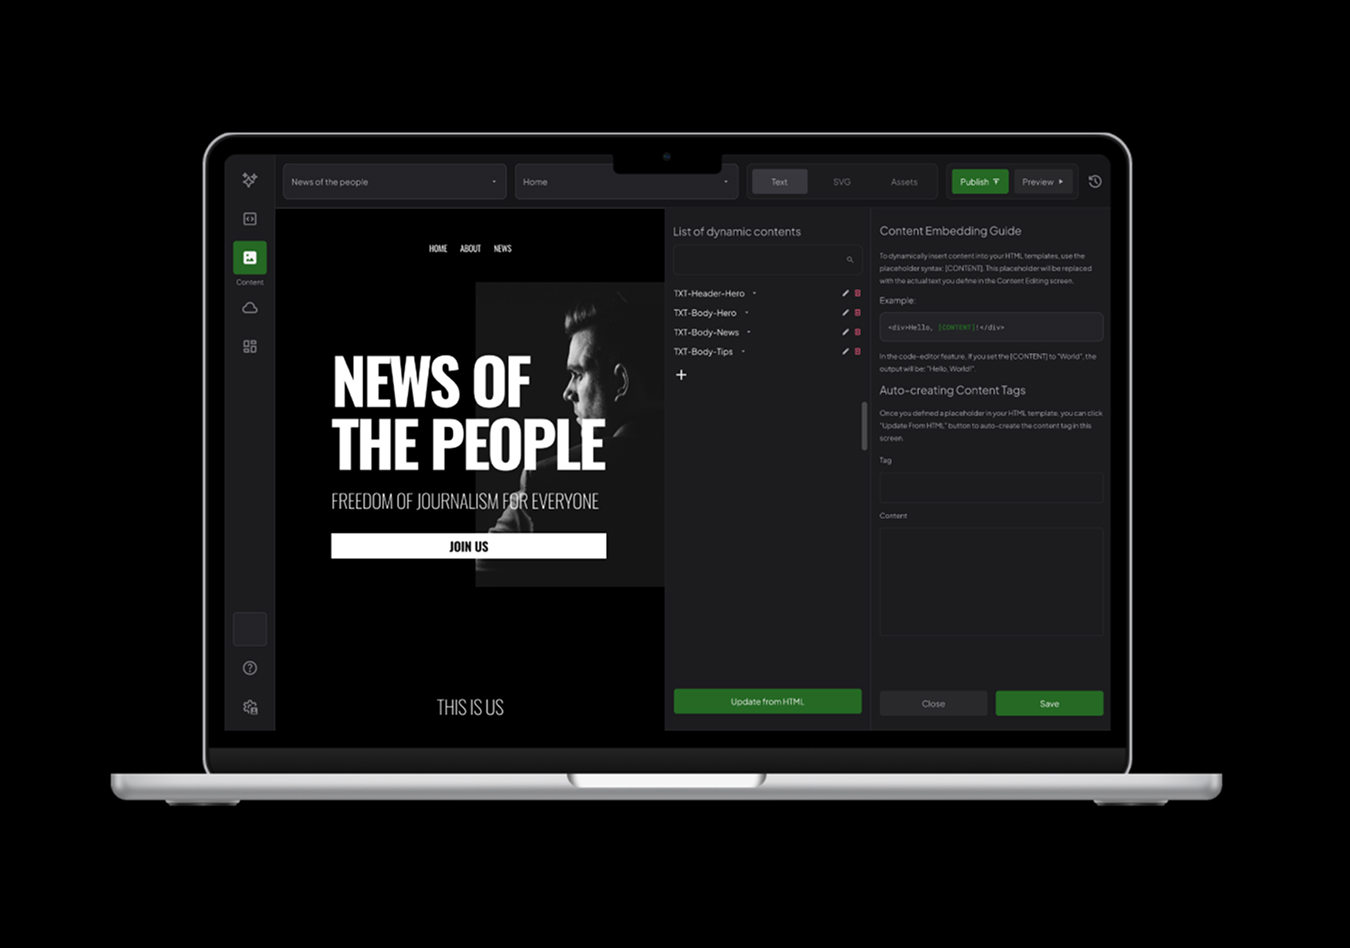 News of the people
Home
Text
SVG
Assets
Publish
Preview
Content
HOME
ABOUT
NEWS
NEWS OF
THE PEOPLE
FREEDOM OF JOURNALISM FOR EVERYONE
JOIN US
THIS IS US
List of dynamic contents
TXT-Header-Hero
TXT-Body-Hero
TXT-Body-News
TXT-Body-Tips
Update from HTML
Content Embedding Guide
To dynamically insert content into your HTML templates, use the
placeholder syntax: [CONTENT]. This placeholder will be replaced
with the actual text you define in the Content Editing screen.
Example:
<div>Hello, [CONTENT]!</div>
In the code-editor feature, if you set the [CONTENT] to "World", the
output will be: "Hello, World!".
Auto-creating Content Tags
Once you defined a placeholder in your HTML template, you can click
"Update From HTML" button to auto-create the content tag in this
screen.
Tag
Content
Close
Save